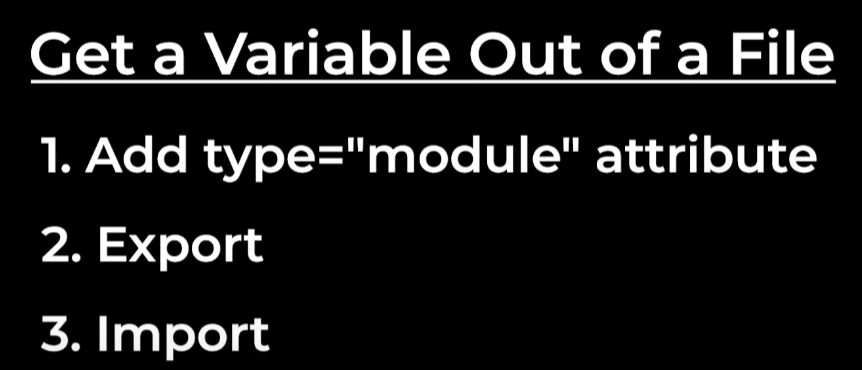 Get a Variable Out of a File
1. Add type="module" attribute
2. Export
3. Import